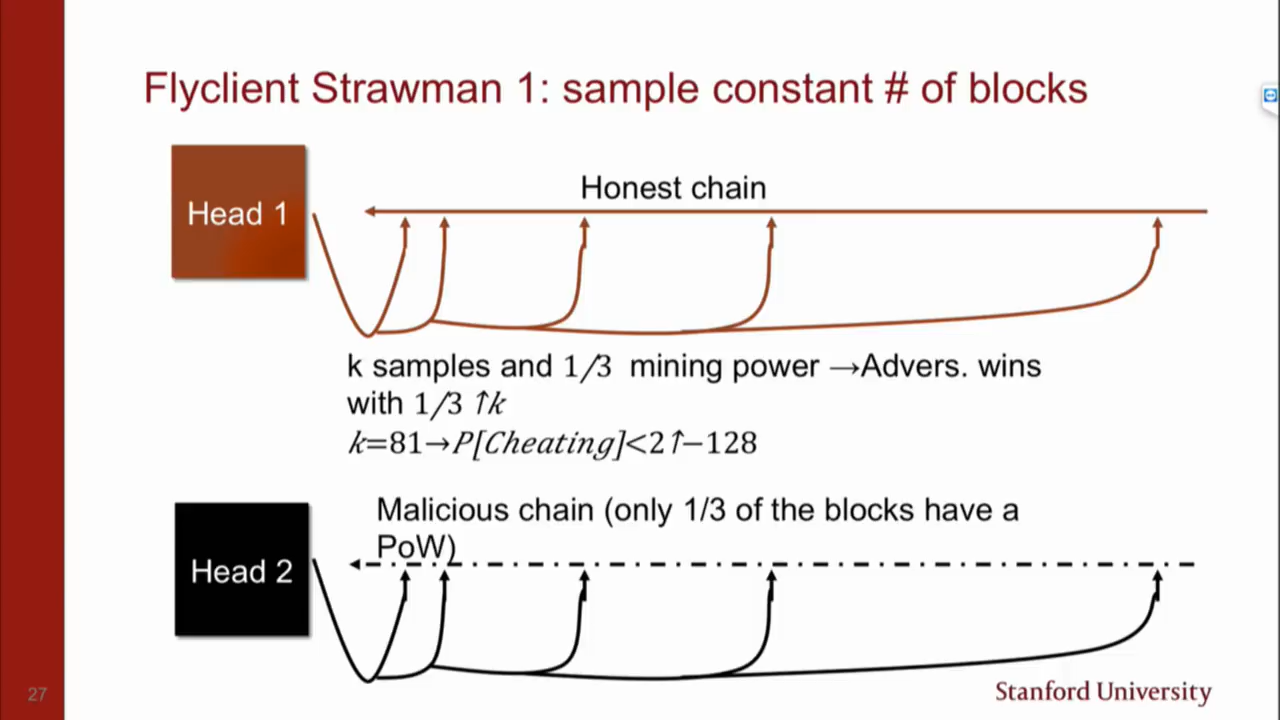 Flyclient Strawman 1: sample constant # of blocks
Head 1
Honest chain
k samples and 1/3 mining power →Advers. wins
with 1/3 ↑k
k=81→P[Cheating]<2↑−128
Malicious chain (only 1/3 of the blocks have a
PoW)
Head 2
27
Stanford University